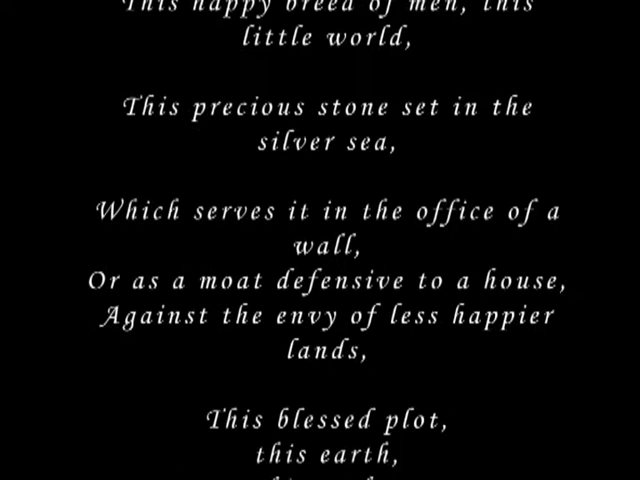 This happy breed of men, this
little world,
This precious stone set in the
silver sea,
Which serves it in the office of a
wall,
Or as a moat defensive to a house,
Against the envy of less happier
lands,
This blessed plot,
this earth,